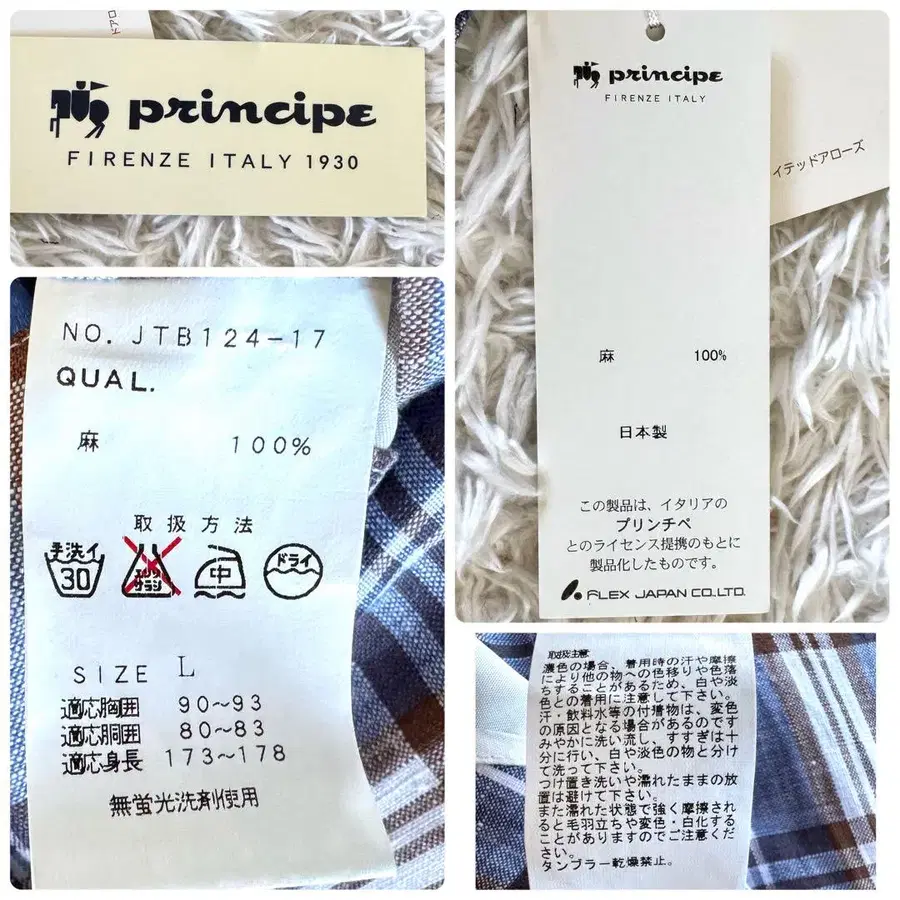 principe
FIRENZE ITALY 1930
principe
FIRENZE ITALY
イテッドアローズ
麻 100%
日本製
この製品は、イタリアの
プリンチペ
とのライセンス提携のもとに
製品化したものです。
FLEX JAPAN CO.,LTD.
NO. JTB124-17
QUAL.
麻 100%
取扱方法
手洗イ
30
エンソ
サラシ
中
ドライ
SIZE L
適応胸囲 90〜93
適応胴囲 80〜83
適応身長 173〜178
無蛍光洗剤使用
取扱注意
濃色の場合、着用時の汗や摩擦
により他の物への色移りや色落
ちすることがあるため、白や淡
色との着用に注意して下さい。
汗・飲料水等の付着物は、変色
の原因となる場合があるのです
みやかに洗い流し、すすぎは十
分に行い、白や淡色の物と分け
て洗って下さい。
つけ置き洗いや濡れたままの放
置は避けて下さい。
また濡れた状態で強く摩擦され
ると毛羽立ちや変色・白化する
ことがありますのでご注意くだ
さい。
タンブラー乾燥禁止。